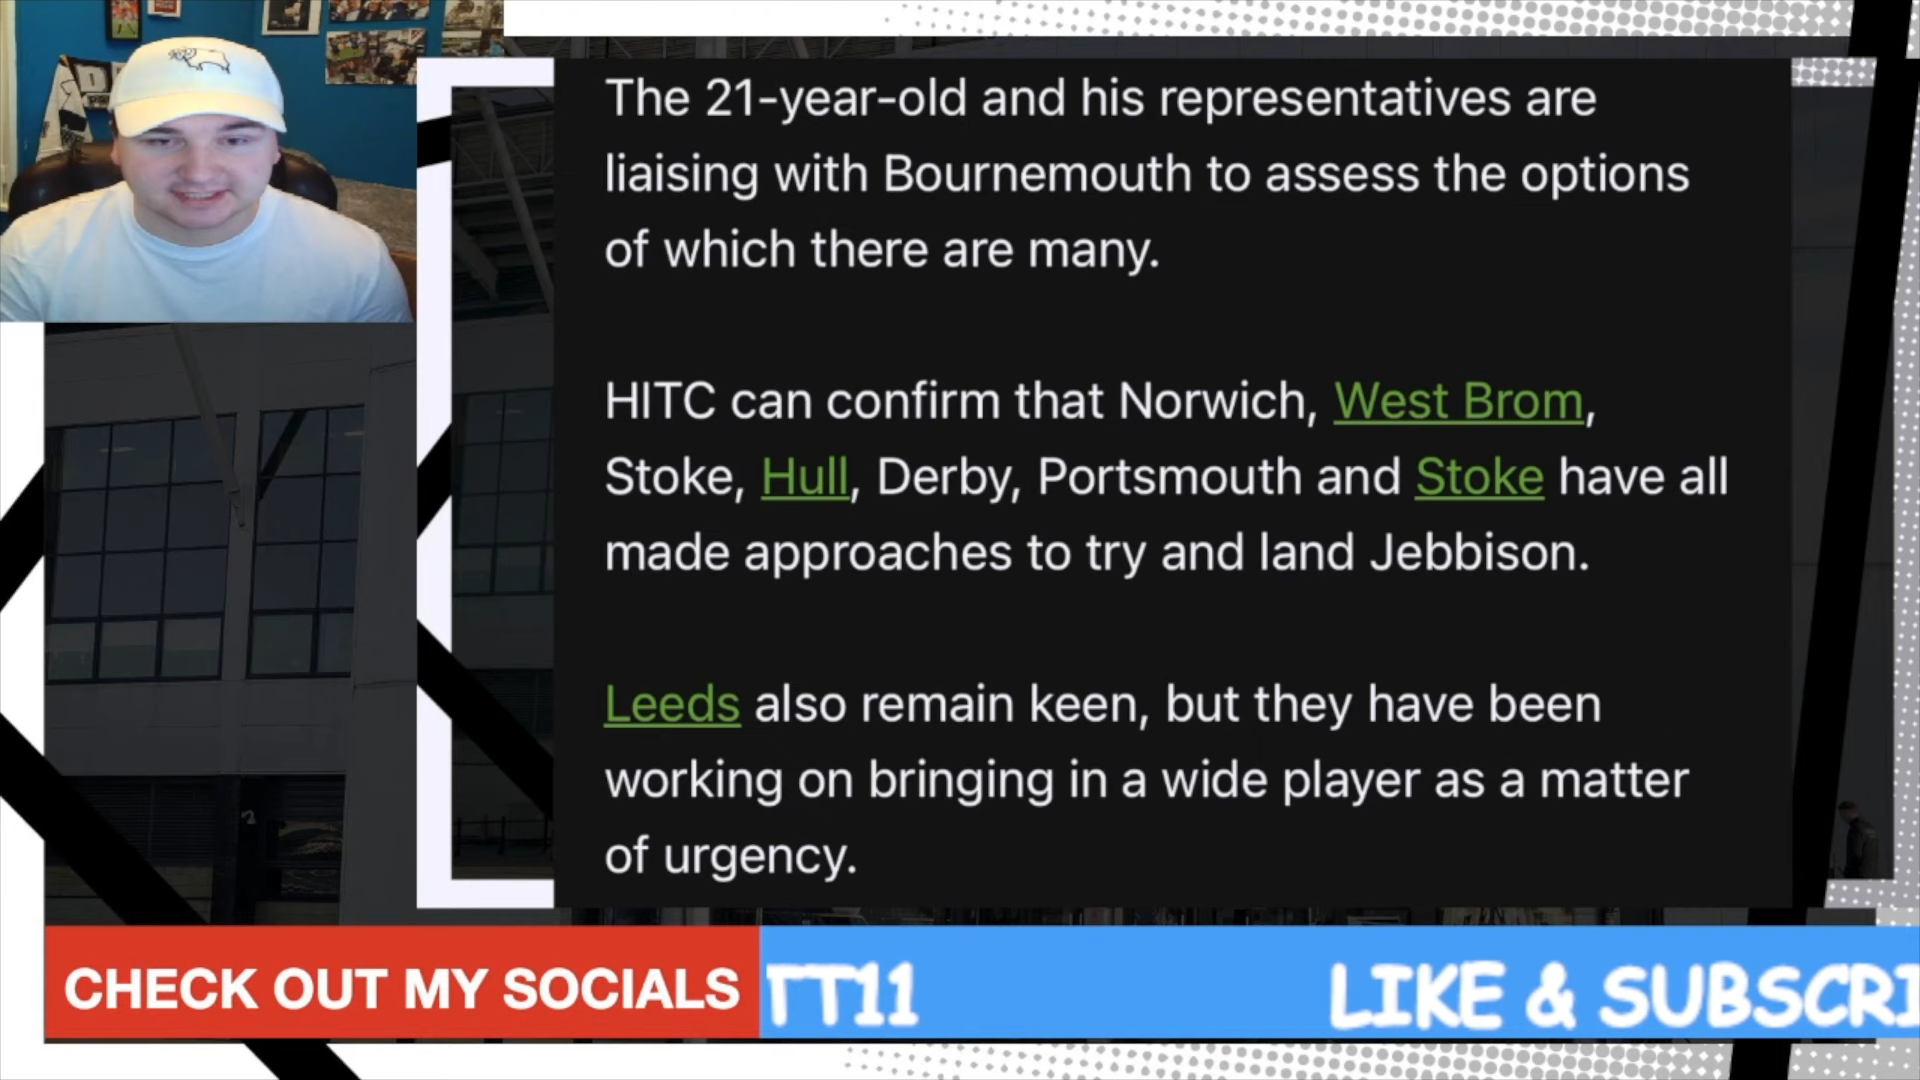 The 21-year-old and his representatives are
liaising with Bournemouth to assess the options
of which there are many.
HITC can confirm that Norwich, West Brom,
Stoke, Hull, Derby, Portsmouth and Stoke have all
made approaches to try and land Jebbison.
Leeds also remain keen, but they have been
working on bringing in a wide player as a matter
of urgency.
CHECK OUT MY SOCIALS TT11 LIKE & SUBSCRI